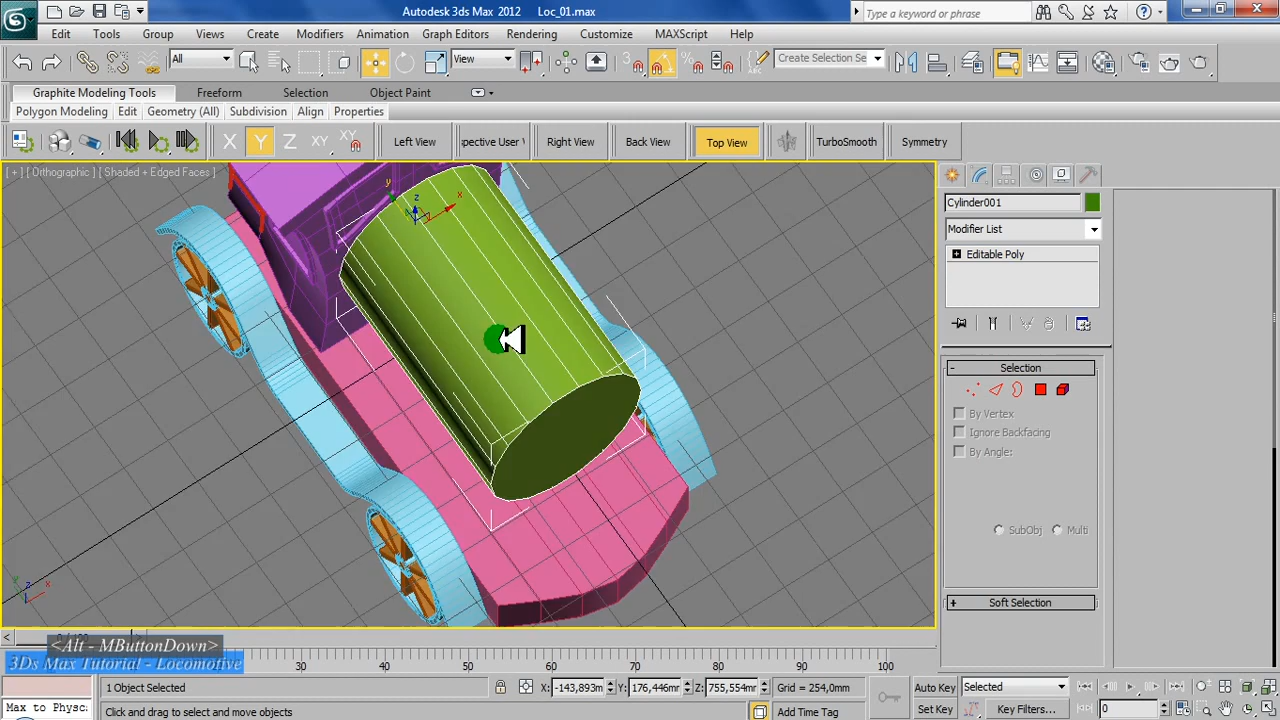 Autodesk 3ds Max 2012 Loc_01.max
Type a keyword or phrase
Edit Tools Group Views Create Modifiers Animation Graph Editors Rendering Customize MAXScript Help
All View 3 Create Selection Se
Graphite Modeling Tools Freeform Selection Object Paint
Polygon Modeling Edit Geometry (All) Subdivision Align Properties
X Y Z XY XY Left View perspective User V Right View Back View Top View TurboSmooth Symmetry
[ + ] [ Orthographic ] [ Shaded + Edged Faces ]
Cylinder001
Modifier List
Editable Poly
Selection
By Vertex
Ignore Backfacing
By Angle:
SubObj Multi
Soft Selection
<Alt - MButtonDown>
3Ds Max Tutorial - Locomotive
30 40 50 60 70 80 90 100
1 Object Selected X: -143,893m Y: 176,446mr Z: 755,554mr Grid = 254,0mm Auto Key Selected
Max to Physc: Click and drag to select and move objects Add Time Tag Set Key Key Filters... 0